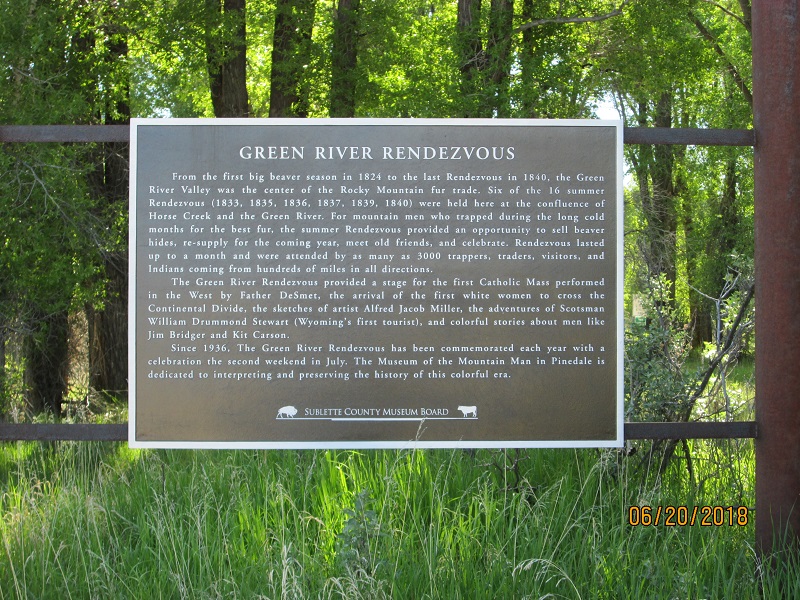 GREEN RIVER RENDEZVOUS
From the first big beaver season in 1824 to the last Rendezvous in 1840, the Green
River Valley was the center of the Rocky Mountain fur trade. Six of the 16 summer
Rendezvous (1833, 1835, 1836, 1837, 1839, 1840) were held here at the confluence of
Horse Creek and the Green River. For mountain men who trapped during the long cold
months for the best fur, the summer Rendezvous provided an opportunity to sell beaver
hides, re-supply for the coming year, meet old friends, and celebrate. Rendezvous lasted
up to a month and were attended by as many as 3000 trappers, traders, visitors, and
Indians coming from hundreds of miles in all directions.
The Green River Rendezvous provided a stage for the first Catholic Mass performed
in the West by Father DeSmet, the arrival of the first white women to cross the
Continental Divide, the sketches of artist Alfred Jacob Miller, the adventures of Scotsman
William Drummond Stewart (Wyoming's first tourist), and colorful stories about men like
Jim Bridger and Kit Carson.
Since 1936, The Green River Rendezvous has been commemorated each year with a
celebration the second weekend in July. The Museum of the Mountain Man in Pinedale is
dedicated to interpreting and preserving the history of this colorful era.
SUBLETTE COUNTY MUSEUM BOARD
06/20/2018